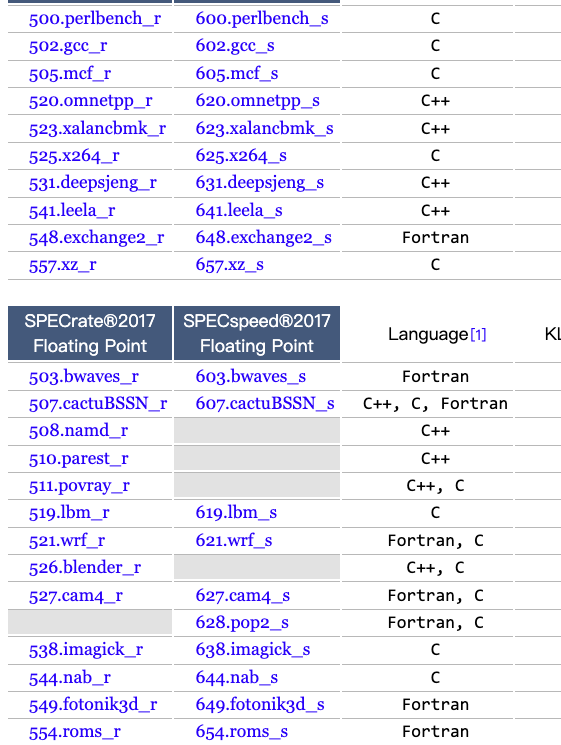 500.perlbench_r 600.perlbench_s C
502.gcc_r 602.gcc_s C
505.mcf_r 605.mcf_s C
520.omnetpp_r 620.omnetpp_s C++
523.xalancbmk_r 623.xalancbmk_s C++
525.x264_r 625.x264_s C
531.deepsjeng_r 631.deepsjeng_s C++
541.leela_r 641.leela_s C++
548.exchange2_r 648.exchange2_s Fortran
557.xz_r 657.xz_s C
SPECrate®2017 SPECspeed®2017
Floating Point Floating Point Language[1] KL
503.bwaves_r 603.bwaves_s Fortran
507.cactuBSSN_r 607.cactuBSSN_s C++, C, Fortran
508.namd_r C++
510.parest_r C++
511.povray_r C++, C
519.lbm_r 619.lbm_s C
521.wrf_r 621.wrf_s Fortran, C
526.blender_r C++, C
527.cam4_r 627.cam4_s Fortran, C
628.pop2_s Fortran, C
538.imagick_r 638.imagick_s C
544.nab_r 644.nab_s C
549.fotonik3d_r 649.fotonik3d_s Fortran
554.roms_r 654.roms_s Fortran